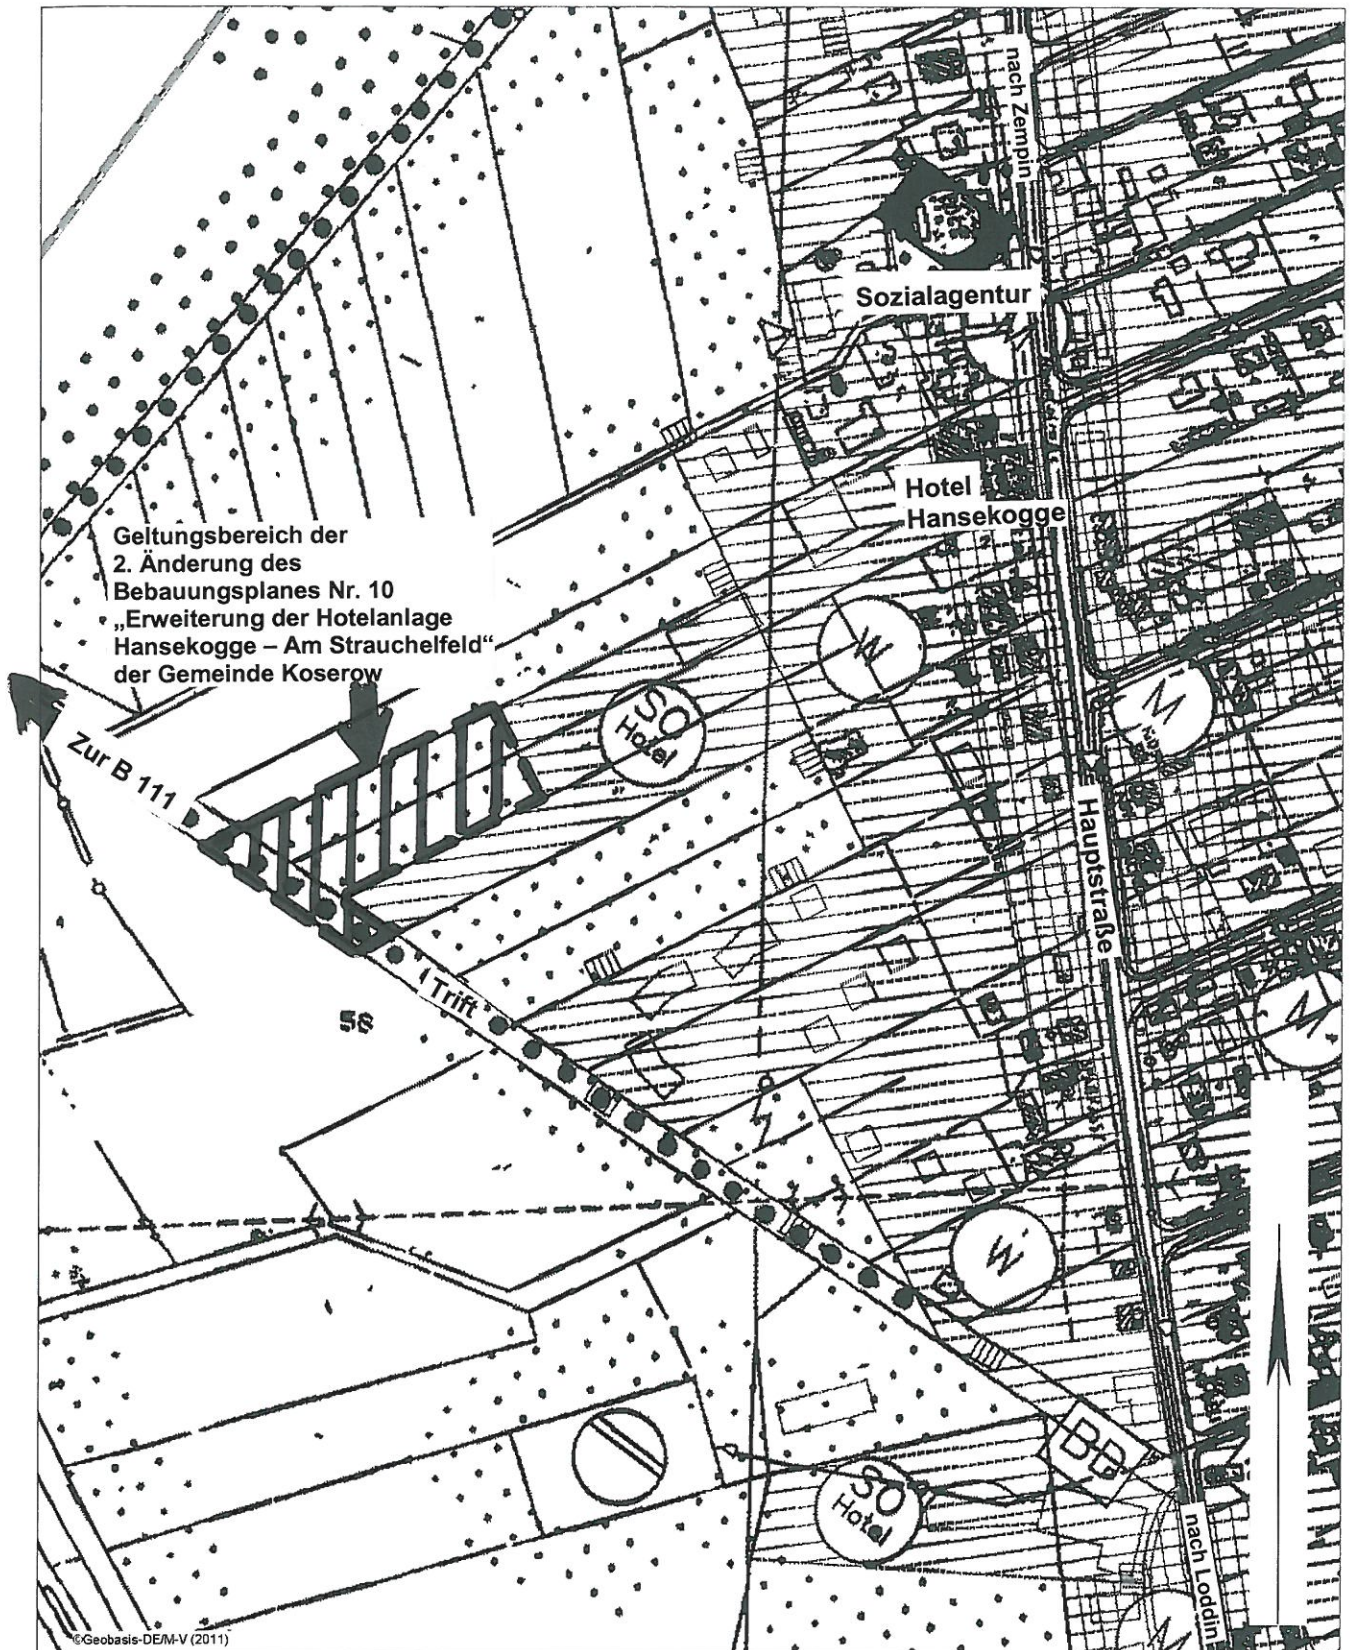 nach Zempin
Sozialagentur
Hotel
Hansekogge
Geltungsbereich der
2. Änderung des
Bebauungsplanes Nr. 10
„Erweiterung der Hotelanlage
Hansekogge – Am Strauchelfeld“
der Gemeinde Koserow
W
SO
Hotel
M
Zur B 111
Hauptstraße
Trift
58
M
W
BP
SO
Hotel
nach Loddin
©Geobasis-DE/M-V (2011)